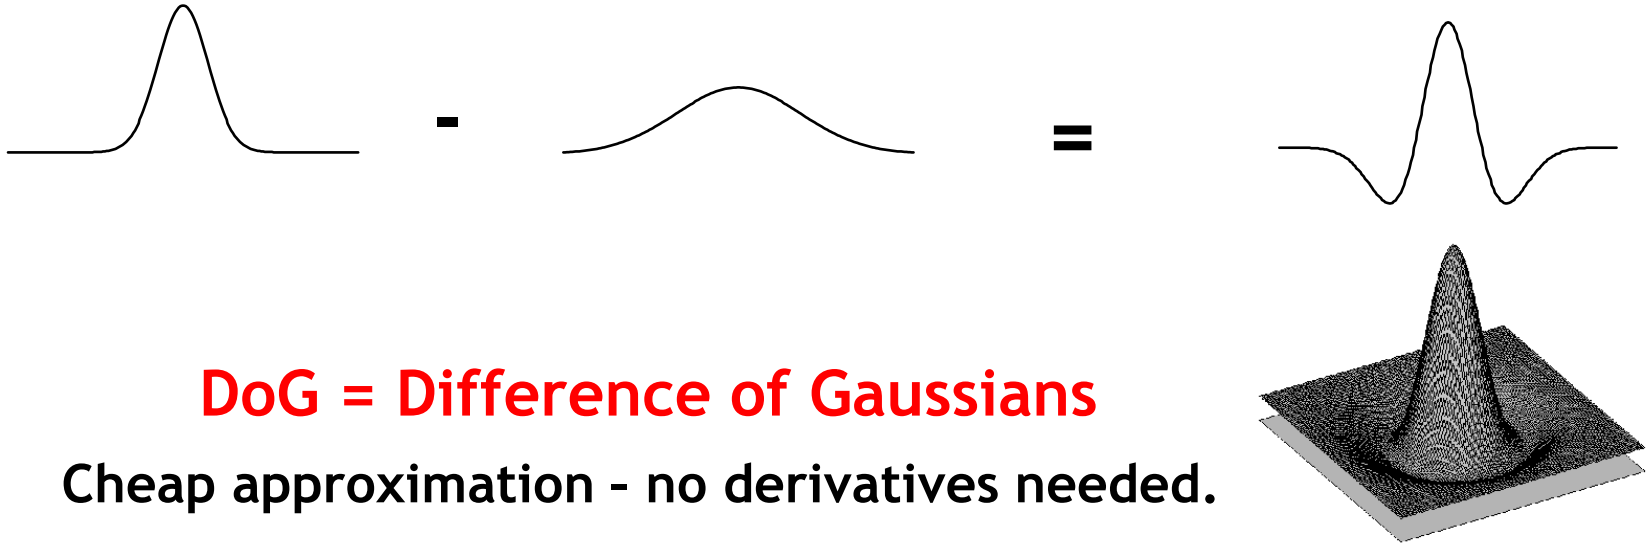 - =
DoG = Difference of Gaussians
Cheap approximation – no derivatives needed.